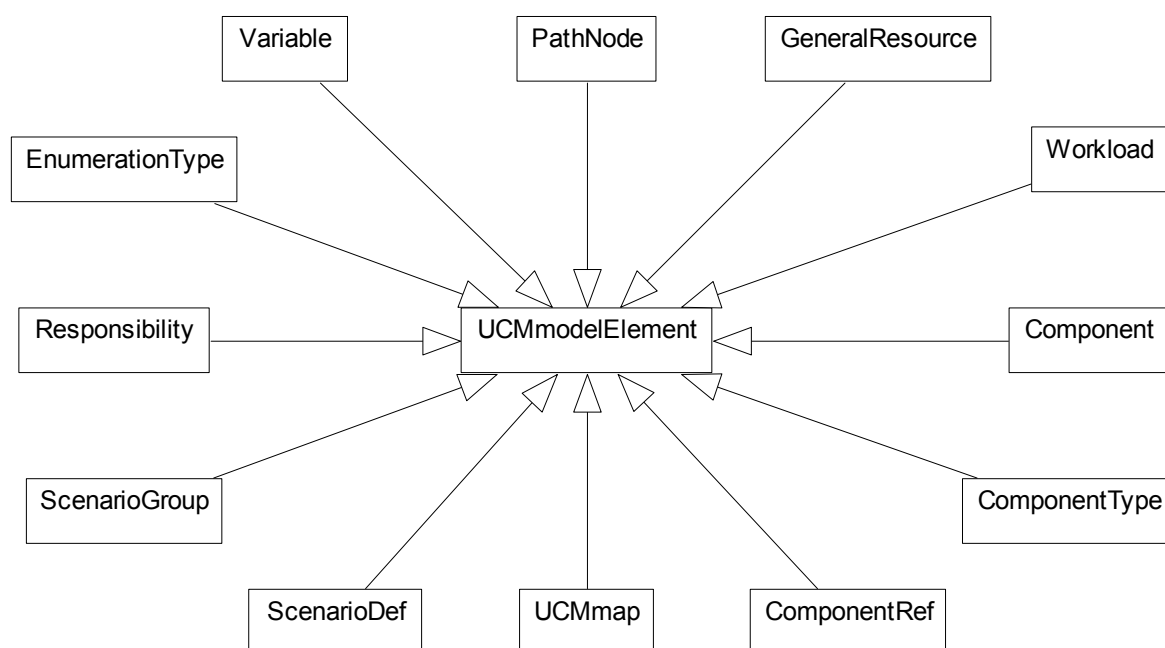 Variable
PathNode
GeneralResource
EnumerationType
Workload
Responsibility
UCMmodelElement
Component
ScenarioGroup
ComponentType
ScenarioDef
UCMmap
ComponentRef